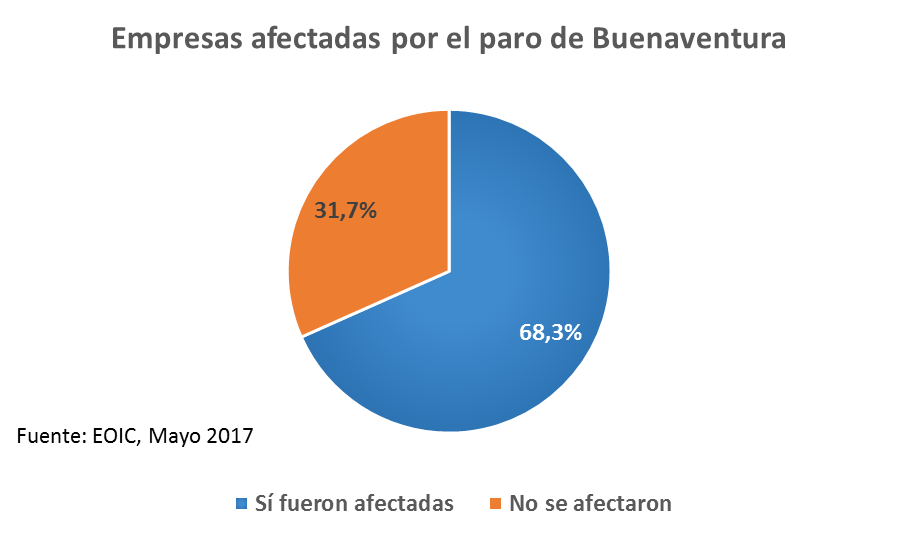 Empresas afectadas por el paro de Buenaventura
31,7%
68,3%
Fuente: EOIC, Mayo 2017
Sí fueron afectadas
No se afectaron